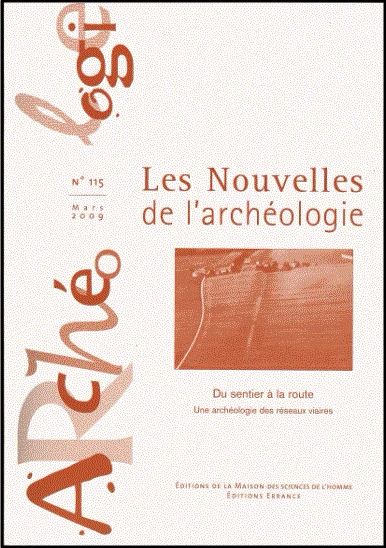 Archéologie
N° 115
Mars
2009
Les Nouvelles
de l'archéologie
Du sentier à la route
Une archéologie des réseaux viaires
ÉDITIONS DE LA MAISON DES SCIENCES DE L'HOMME
ÉDITIONS ERRANCE